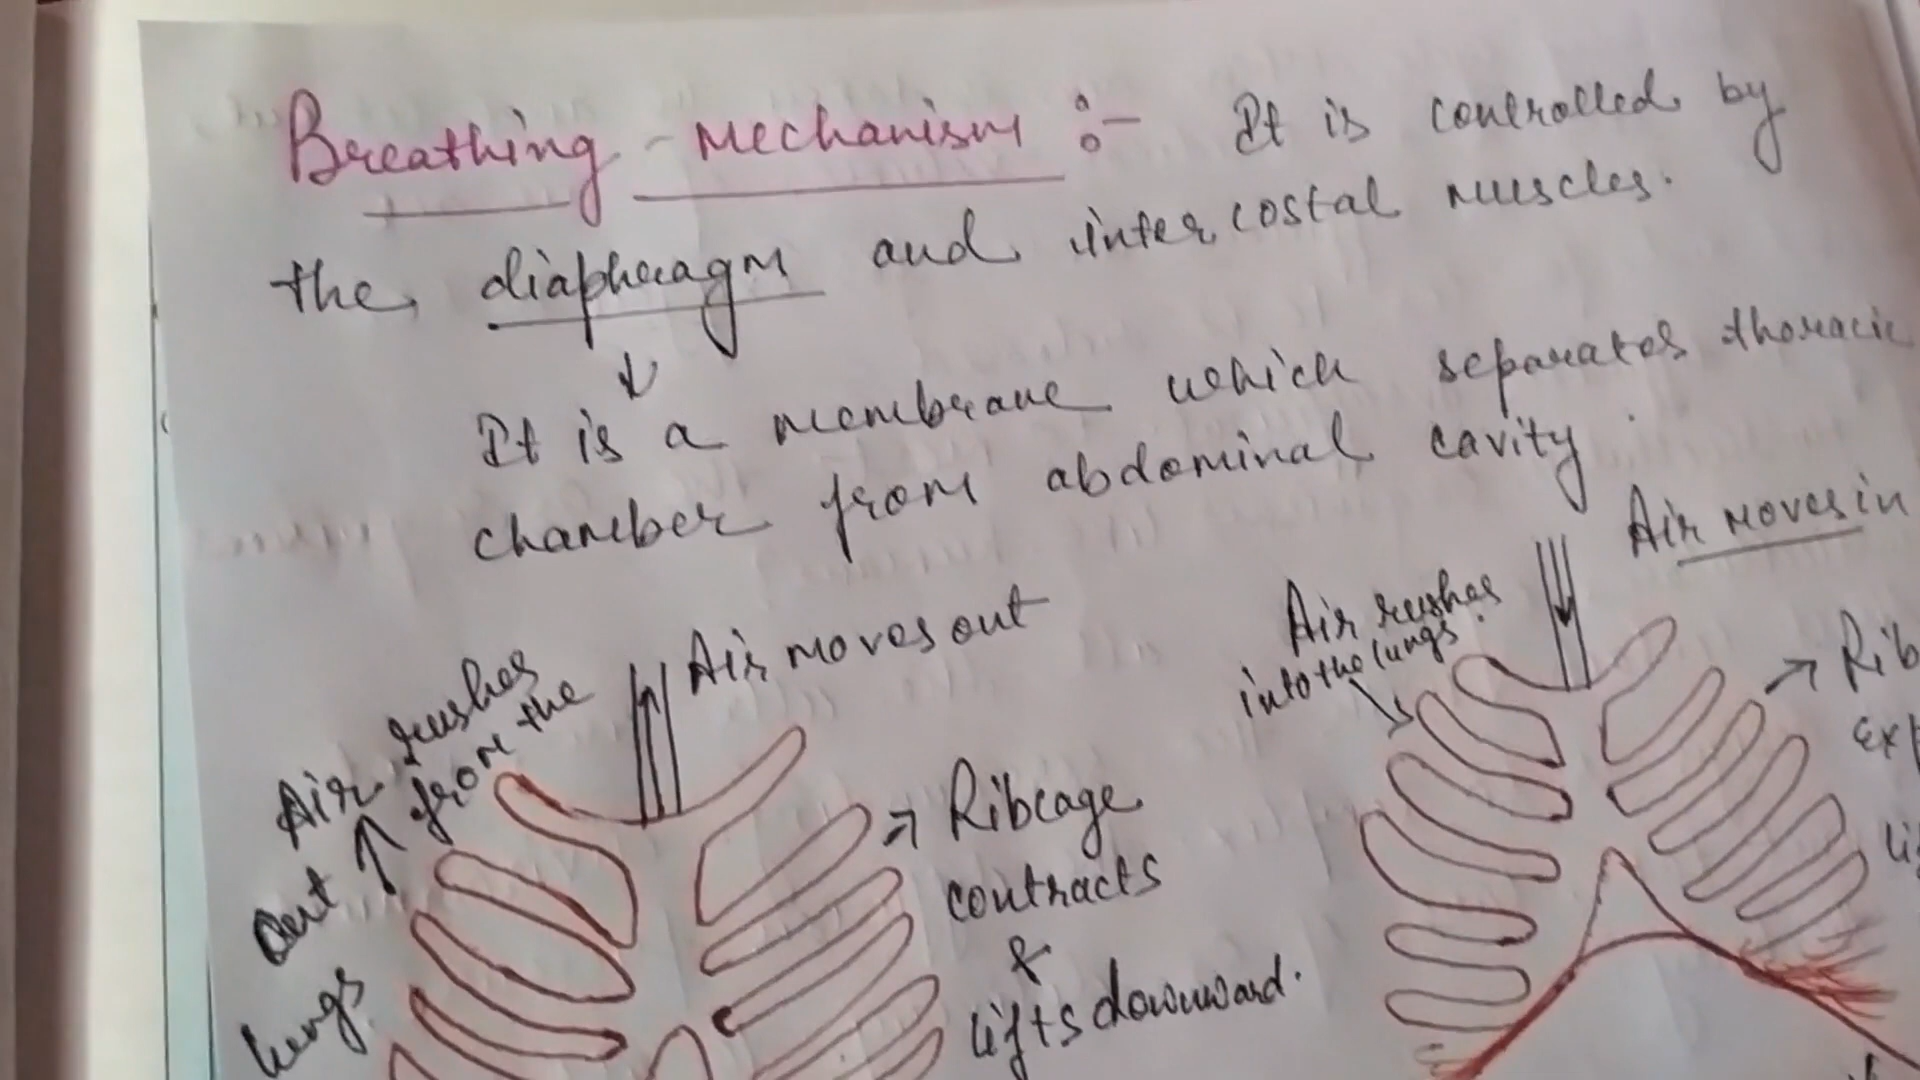 Breathing - Mechanism :- It is controlled by
the diaphragm and intercostal muscles.
↓
It is a membrane which separates thoracic
chamber from abdominal cavity
Air moves out
Air rushes
out ↑ from the
lungs
→ Ribcage
contracts
&
lifts downward.
Air moves in
Air rushes
into the lungs.
→ Rib
Exp